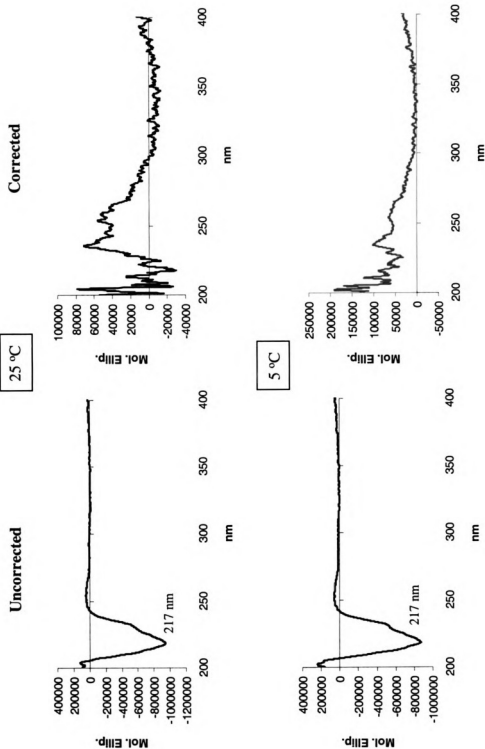 Uncorrected
Corrected
25 °C
400000
200000
0
-200000
-400000
-600000
-800000
-1000000
-1200000
Mol. Ellip.
217 nm
200 250 300 350 400
nm
100000
80000
60000
40000
20000
0
-20000
-40000
Mol. Ellip.
200 250 300 350 400
nm
5 °C
400000
200000
0
-200000
-400000
-600000
-800000
-1000000
Mol. Ellip.
217 nm
200 250 300 350 400
nm
250000
200000
150000
100000
50000
0
-50000
Mol. Ellip.
200 250 300 350 400
nm